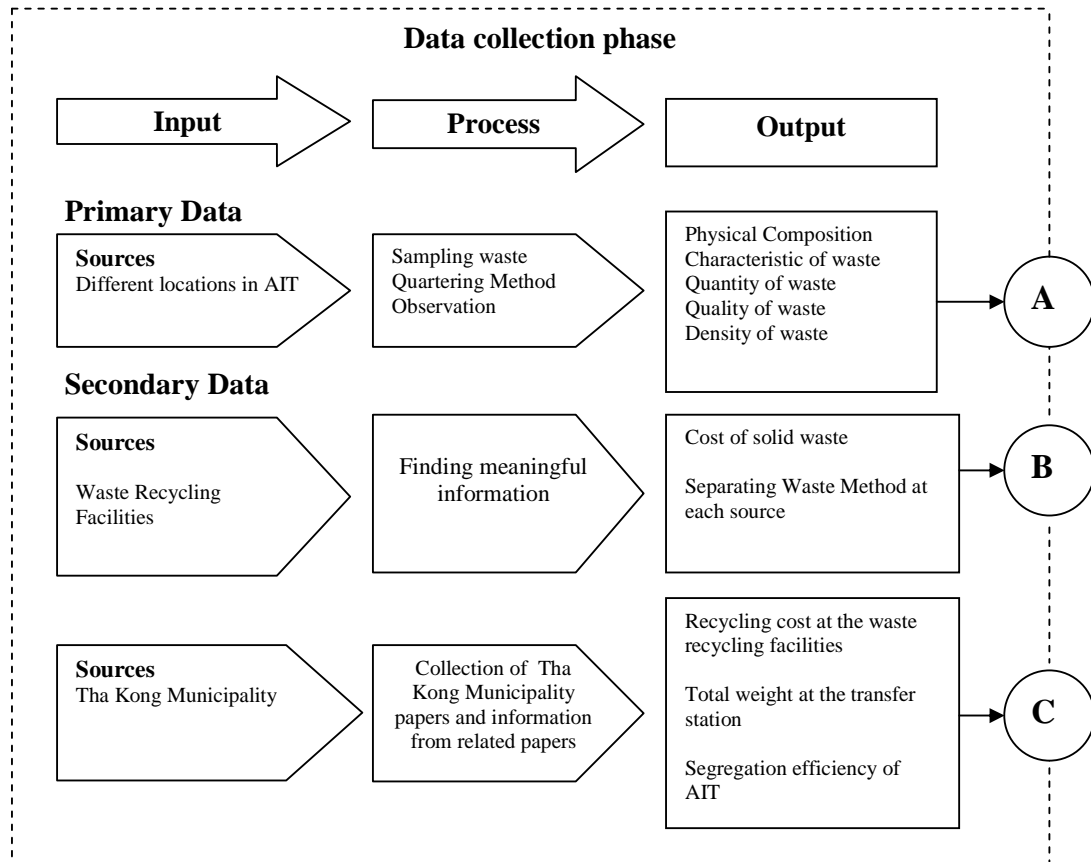 Data collection phase
Input
Process
Output
Primary Data
Sources
Different locations in AIT
Sampling waste
Quartering Method
Observation
Physical Composition
Characteristic of waste
Quantity of waste
Quality of waste
Density of waste
A
Secondary Data
Sources
Waste Recycling
Facilities
Finding meaningful
information
Cost of solid waste
Separating Waste Method at
each source
B
Sources
Tha Kong Municipality
Collection of Tha
Kong Municipality
papers and information
from related papers
Recycling cost at the waste
recycling facilities
Total weight at the transfer
station
Segregation efficiency of
AIT
C